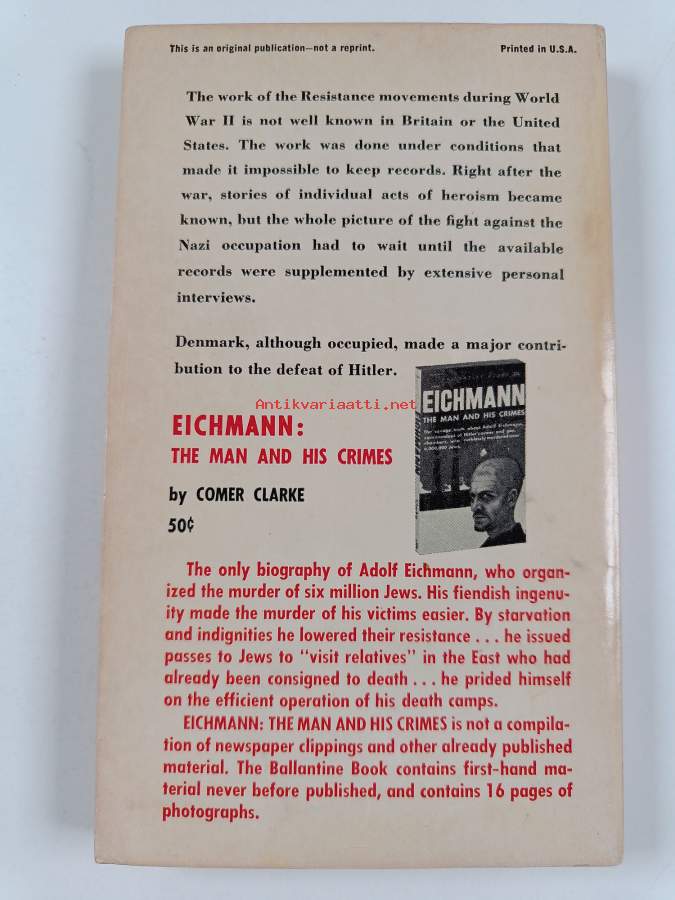 This is an original publication—not a reprint. Printed in U.S.A.
The work of the Resistance movements during World
War II is not well known in Britain or the United
States. The work was done under conditions that
made it impossible to keep records. Right after the
war, stories of individual acts of heroism became
known, but the whole picture of the fight against the
Nazi occupation had to wait until the available
records were supplemented by extensive personal
interviews.
Denmark, although occupied, made a major contri-
bution to the defeat of Hitler.
Antikvariaatti.net
EICHMANN:
THE MAN AND HIS CRIMES
by COMER CLARKE
50¢
EICHMANN
THE MAN AND HIS CRIMES
The savage truth about Adolf Eichmann,
The only biography of Adolf Eichmann, who organ-
ized the murder of six million Jews. His fiendish ingenu-
ity made the murder of his victims easier. By starvation
and indignities he lowered their resistance . . . he issued
passes to Jews to "visit relatives" in the East who had
already been consigned to death . . . he prided himself
on the efficient operation of his death camps.
EICHMANN: THE MAN AND HIS CRIMES is not a compila-
tion of newspaper clippings and other already published
material. The Ballantine Book contains first-hand ma-
terial never before published, and contains 16 pages of
photographs.